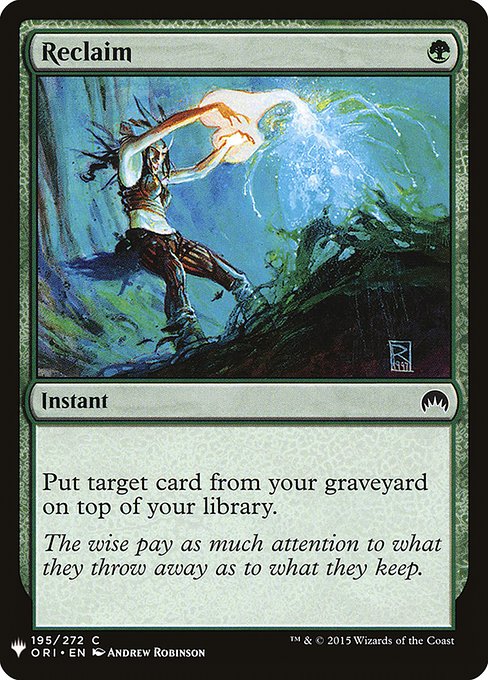 Reclaim
Instant
Put target card from your graveyard
on top of your library.
The wise pay as much attention to what
they throw away as to what they keep.
195/272 C
ORI • EN Andrew Robinson
™ & © 2015 Wizards of the Coast